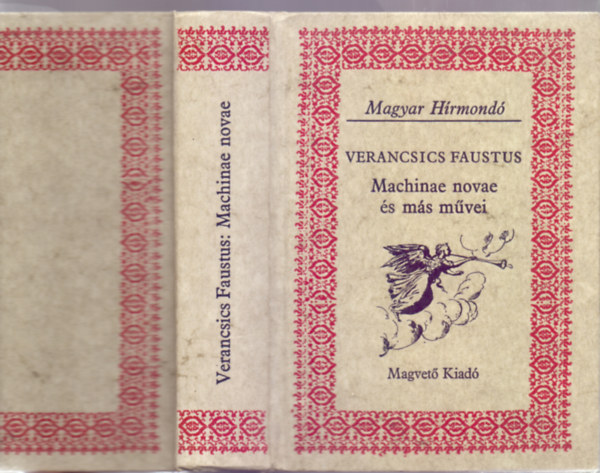 Verancsics Faustus: Machinae novae
Magyar Hírmondó
VERANCSICS FAUSTUS
Machinae novae
és más művei
Magvető Kiadó